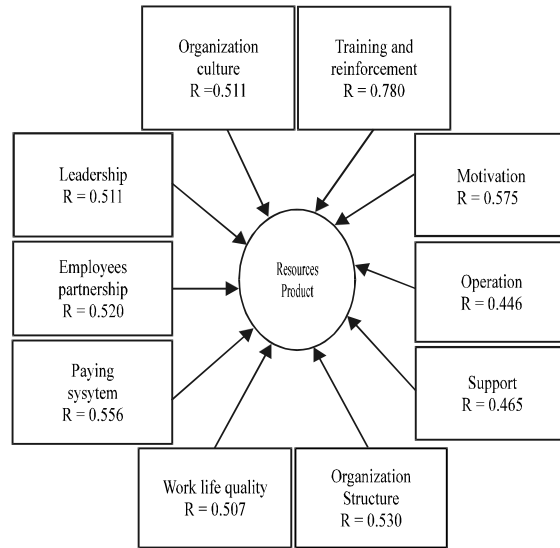 Organization
culture
R =0.511
Training and
reinforcement
R = 0.780
Leadership
R = 0.511
Motivation
R = 0.575
Employees
partnership
R = 0.520
Resources
Product
Operation
R = 0.446
Paying
sysytem
R = 0.556
Support
R = 0.465
Work life quality
R = 0.507
Organization
Structure
R = 0.530